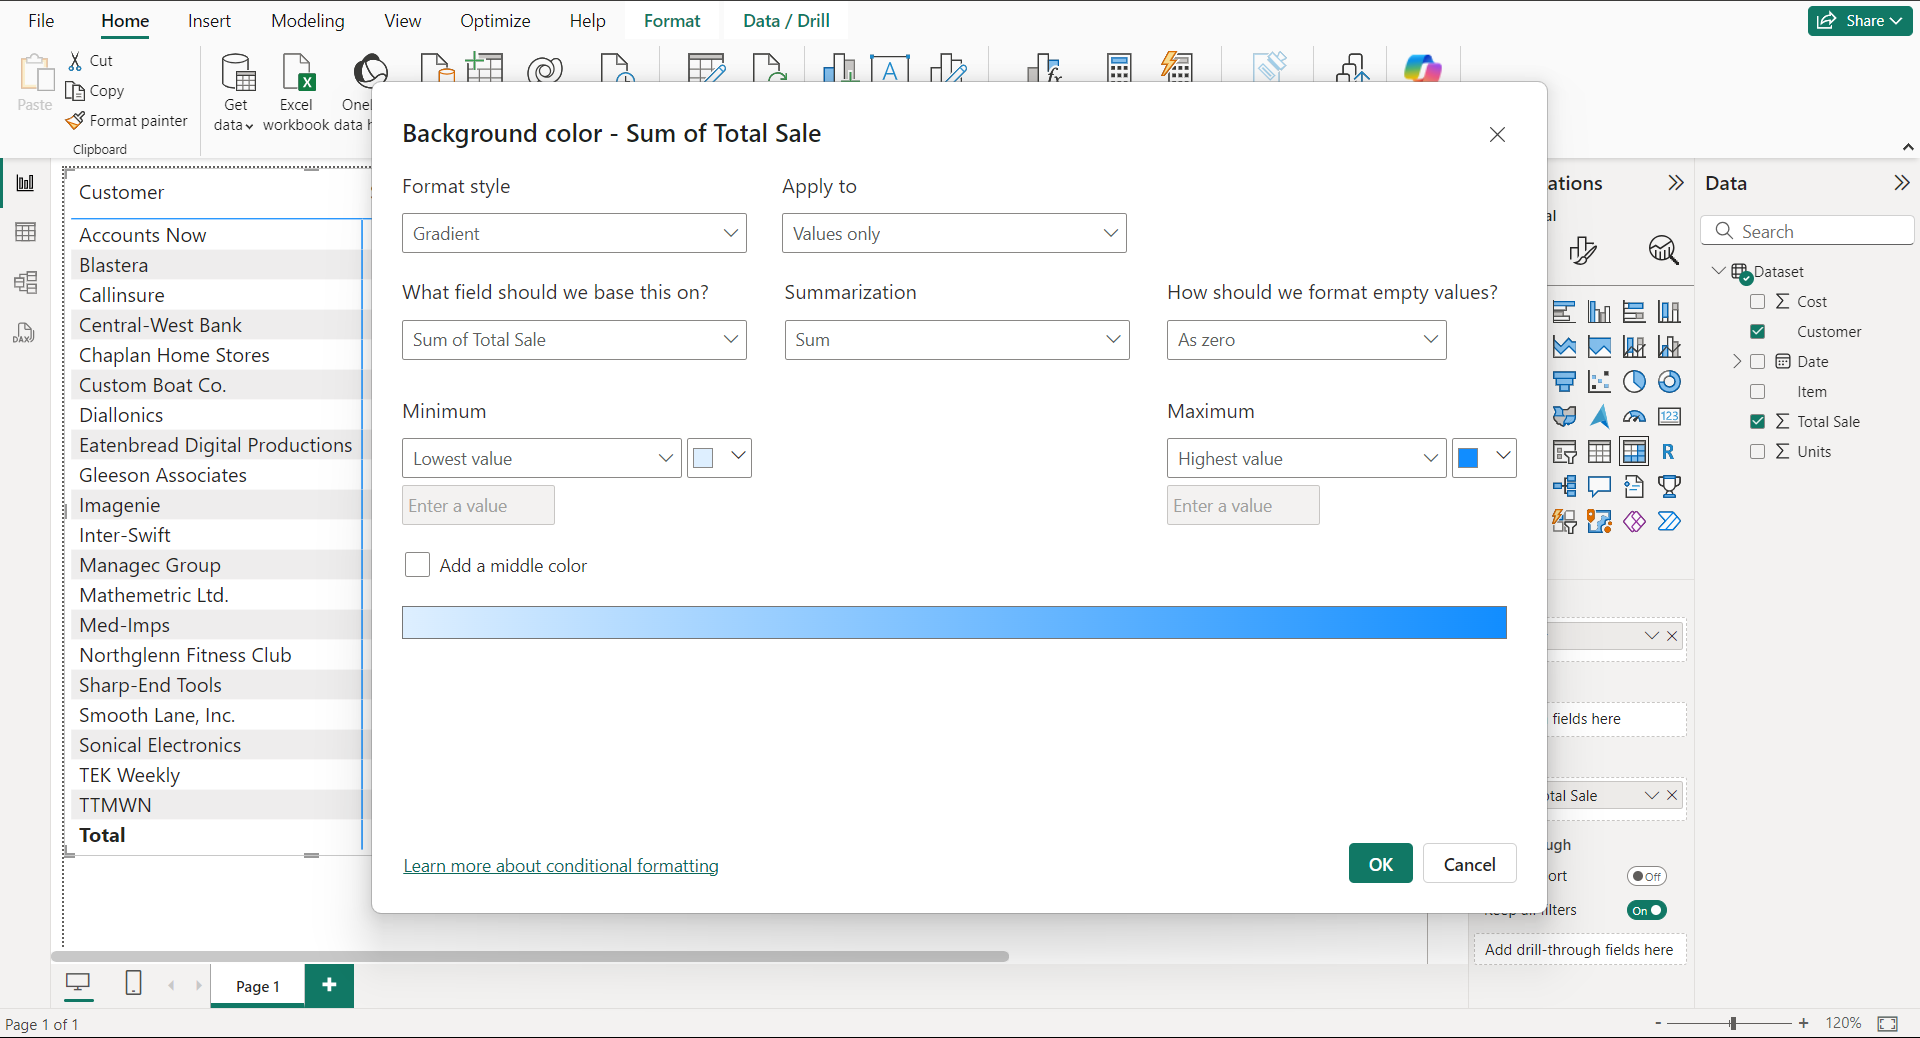 File Home Insert Modeling View Optimize Help Format Data / Drill Share
Paste
Cut
Copy
Format painter
Clipboard
Get
data
Excel
workbook
data
Background color - Sum of Total Sale
Format style
Gradient
Apply to
Values only
What field should we base this on?
Sum of Total Sale
Summarization
Sum
How should we format empty values?
As zero
Minimum
Lowest value
Enter a value
Maximum
Highest value
Enter a value
Add a middle color
Learn more about conditional formatting
OK Cancel
Customer
Accounts Now
Blastera
Callinsure
Central-West Bank
Chaplan Home Stores
Custom Boat Co.
Diallonics
Eatenbread Digital Productions
Gleeson Associates
Imagenie
Inter-Swift
Managec Group
Mathemetric Ltd.
Med-Imps
Northglenn Fitness Club
Sharp-End Tools
Smooth Lane, Inc.
Sonical Electronics
TEK Weekly
TTMWN
Total
DAX
A
fx
123
R
fields here
Sale
Off
On
Add drill-through fields here
Data
Search
Dataset
Σ Cost
Customer
Date
Item
Σ Total Sale
Σ Units
Page 1
+
Page 1 of 1
- + 120%